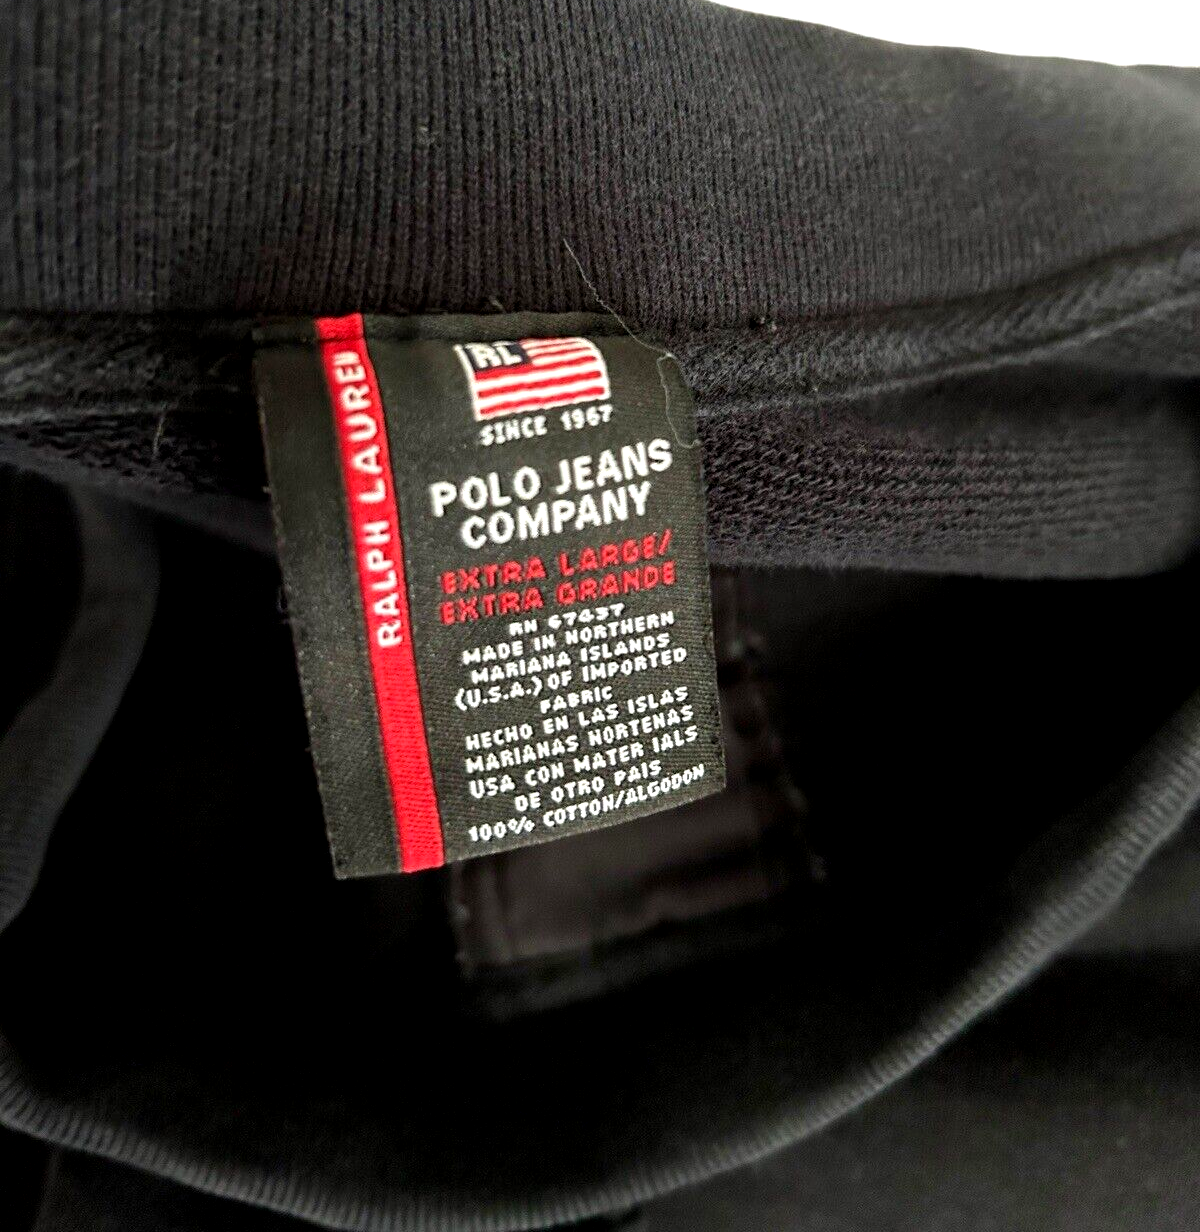 RALPH LAUREN
RL
SINCE 1967
POLO JEANS
COMPANY
EXTRA LARGE/
EXTRA GRANDE
RN 67437
MADE IN NORTHERN
MARIANA ISLANDS
(U.S.A.) OF IMPORTED
FABRIC
HECHO EN LAS ISLAS
MARIANAS NORTENAS
USA CON MATER IALS
DE OTRO PAIS
100% COTTON/ALGODON